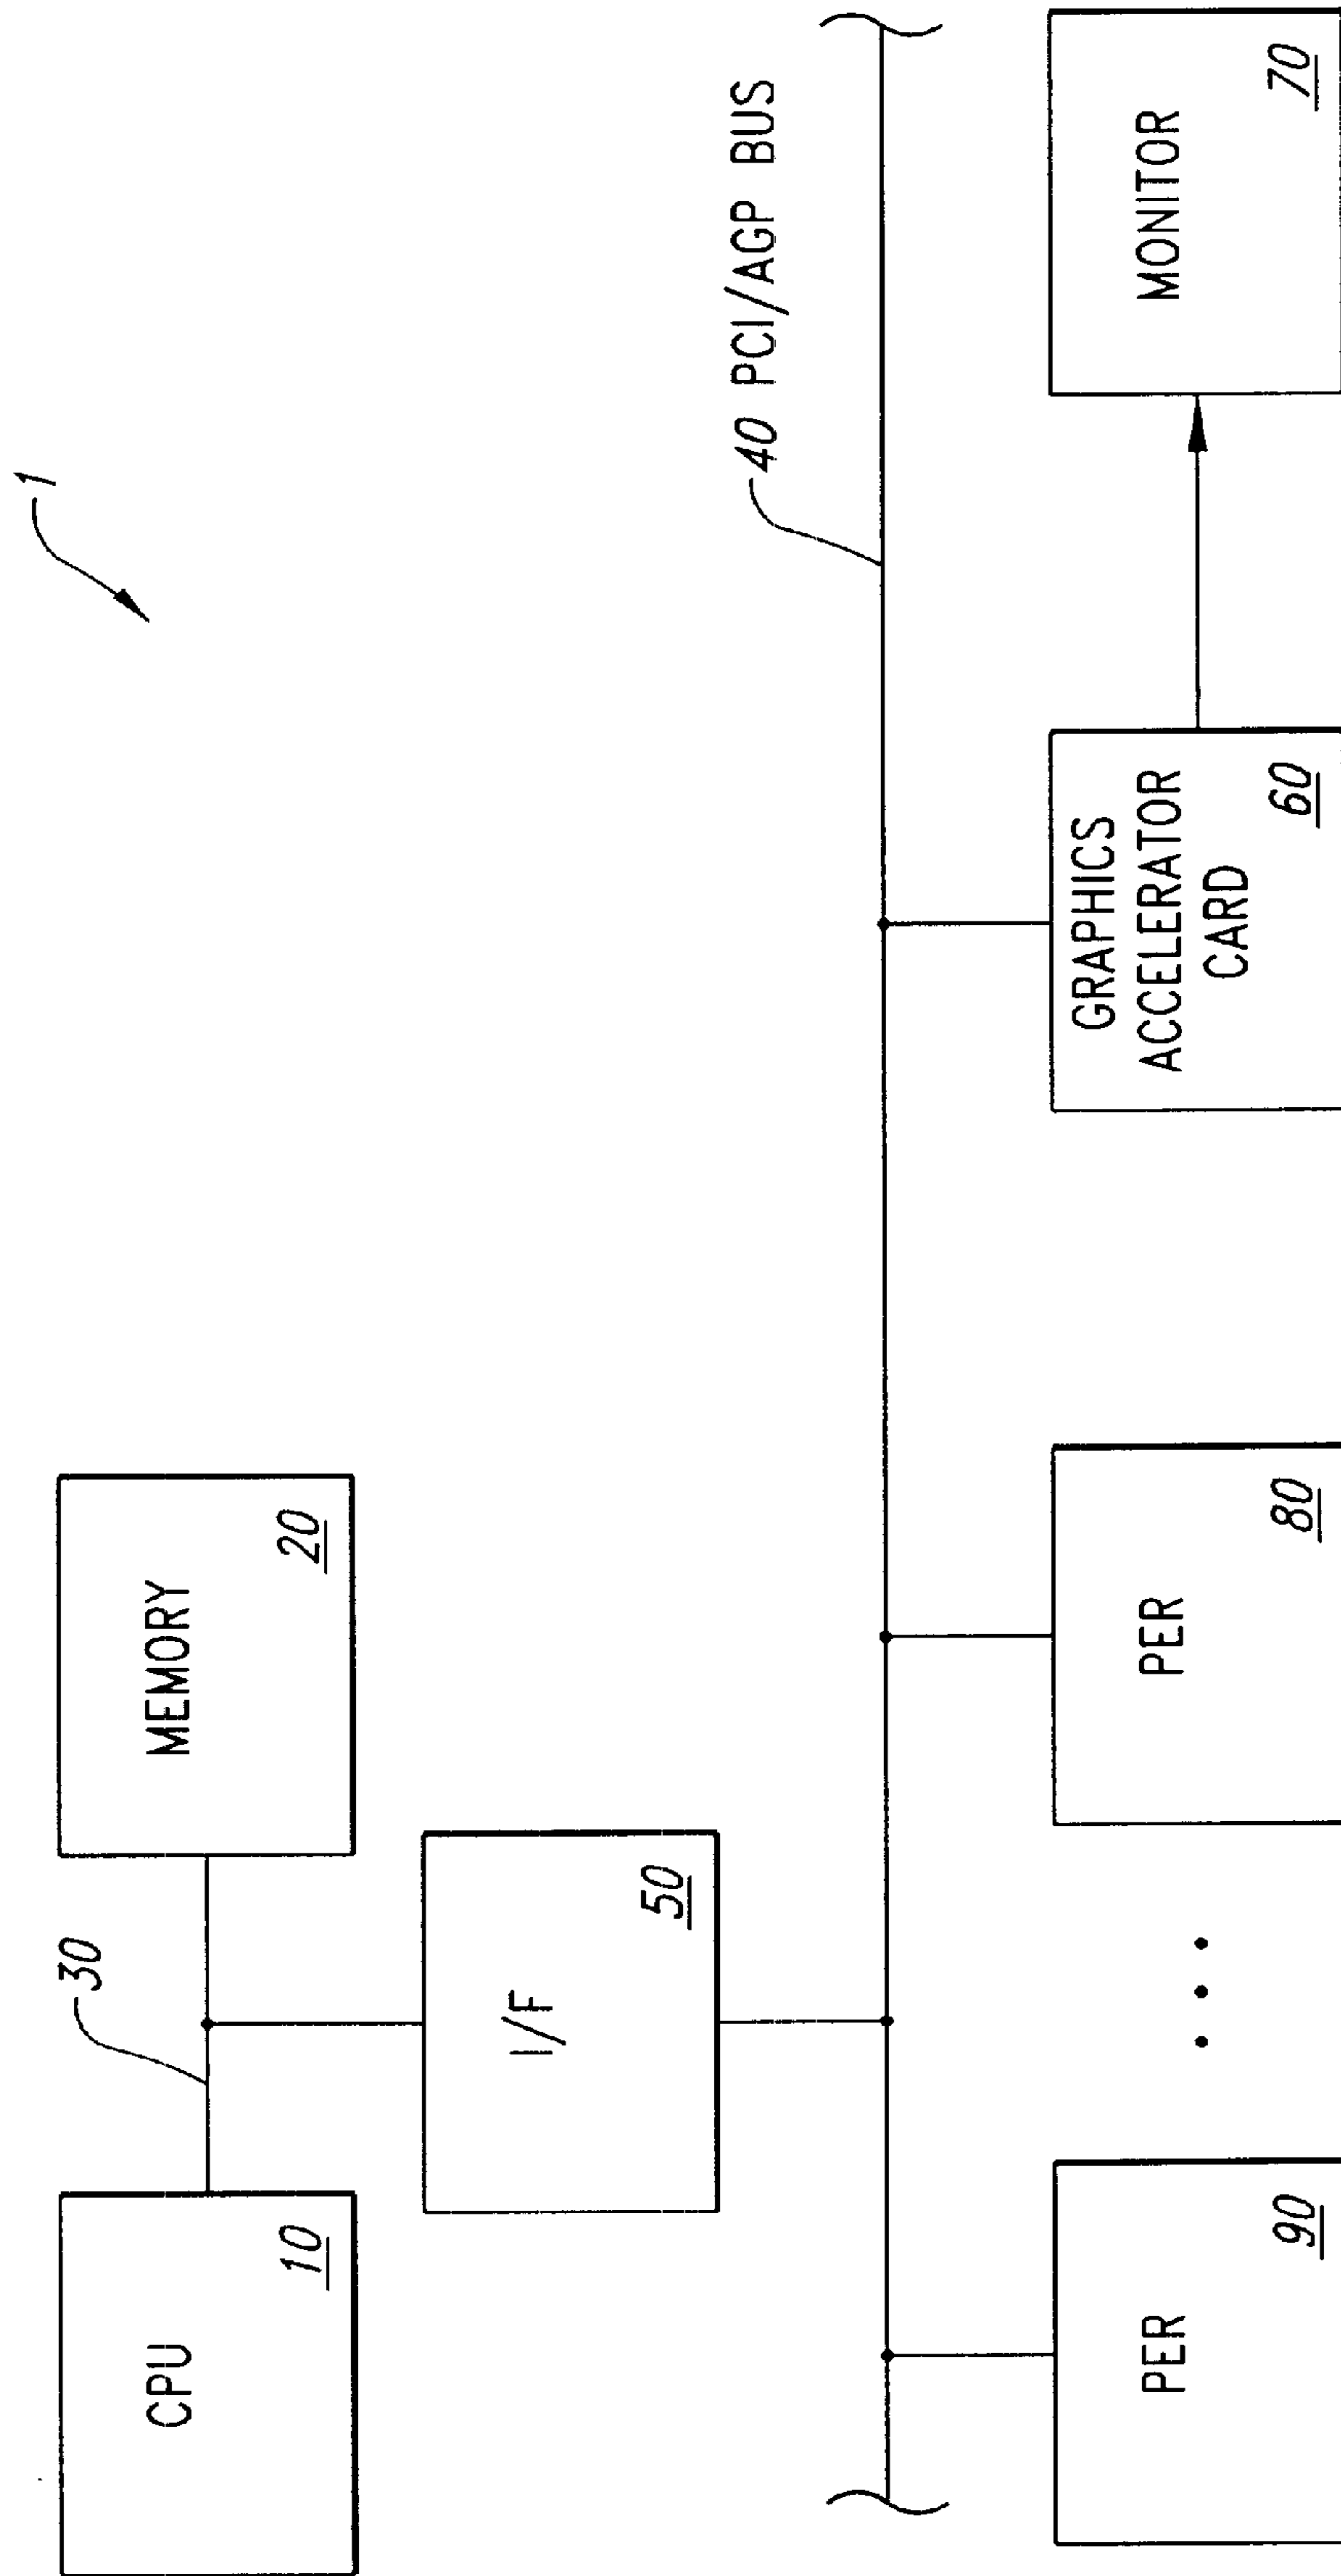 1
CPU
10
30
MEMORY
20
I/F
50
40 PCI/AGP BUS
PER
90
PER
80
GRAPHICS
ACCELERATOR
CARD
60
MONITOR
70